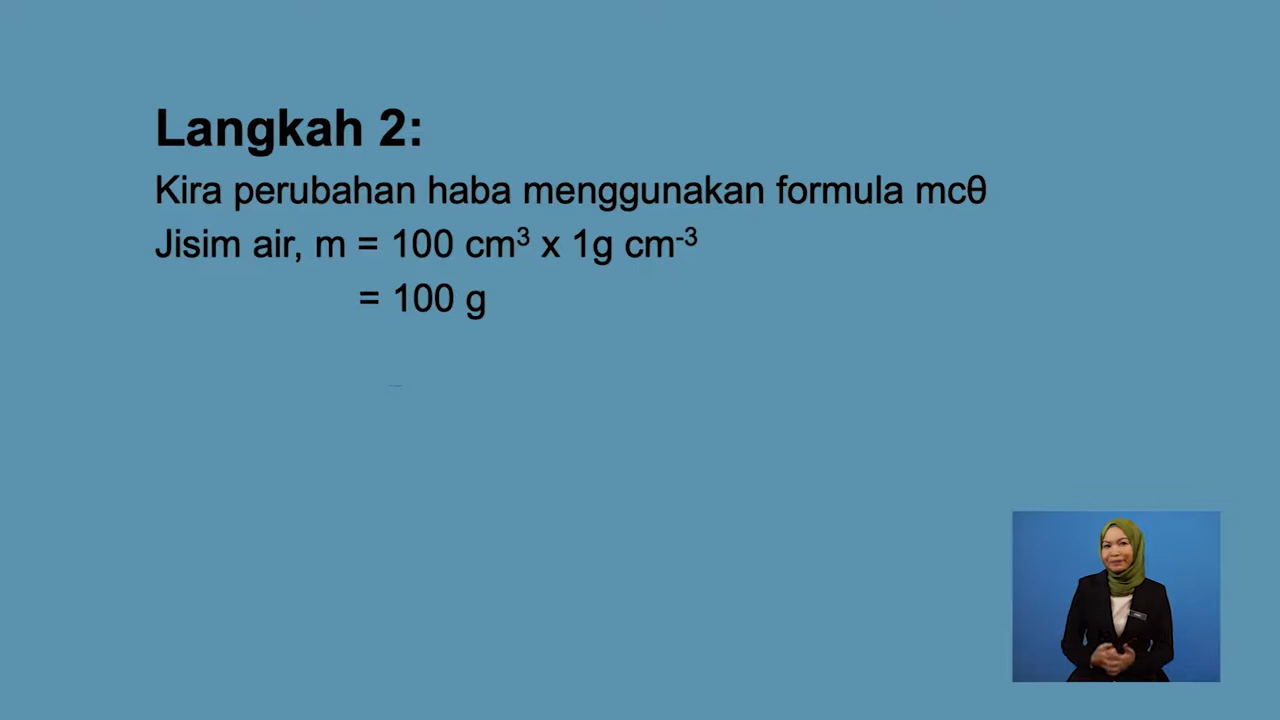 Langkah 2:
Kira perubahan haba menggunakan formula mcθ
Jisim air, m = 100 cm³ x 1g cm⁻³
= 100 g